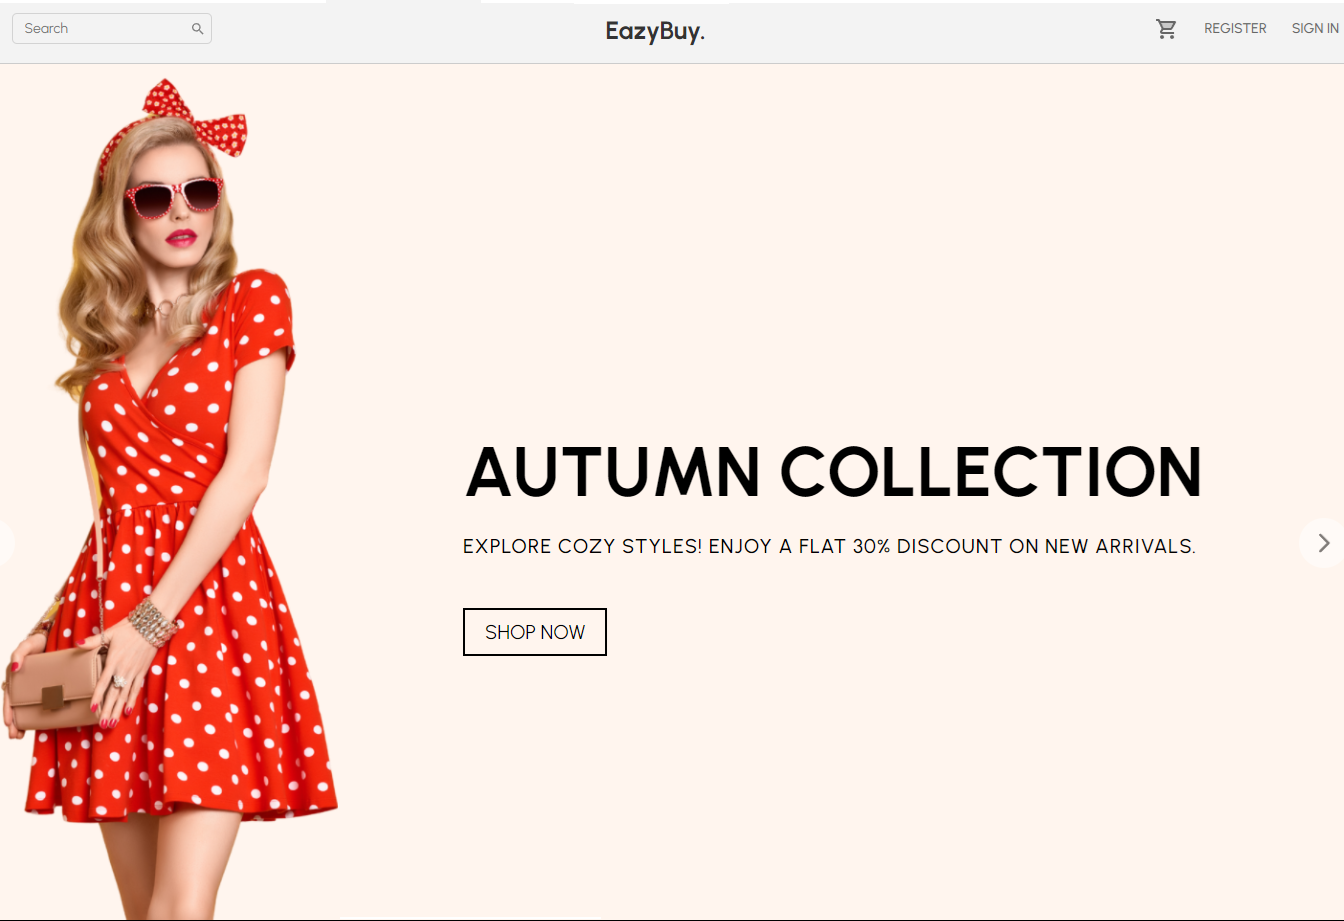 Search
EazyBuy.
REGISTER
SIGN IN
AUTUMN COLLECTION
EXPLORE COZY STYLES! ENJOY A FLAT 30% DISCOUNT ON NEW ARRIVALS.
SHOP NOW